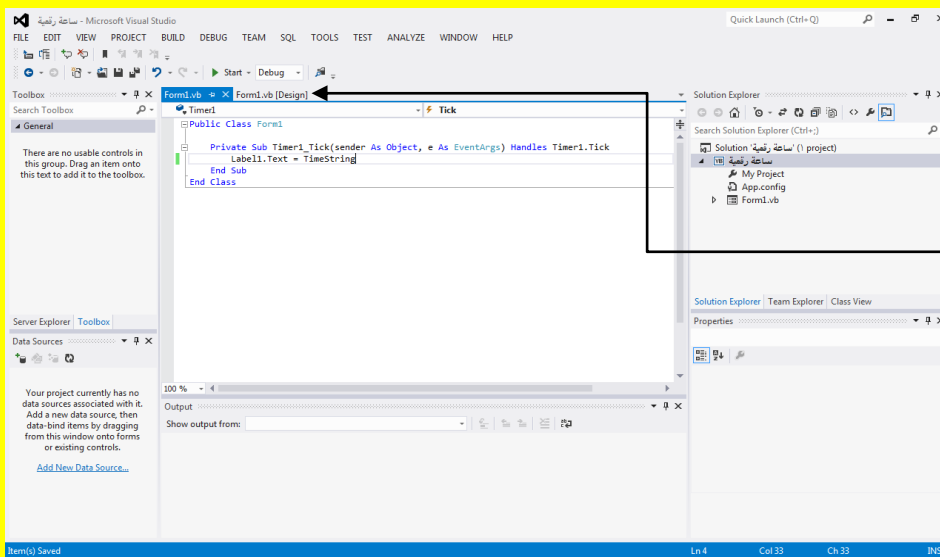 ساعة رقمية - Microsoft Visual Studio
Quick Launch (Ctrl+Q)
FILE EDIT VIEW PROJECT BUILD DEBUG TEAM SQL TOOLS TEST ANALYZE WINDOW HELP
Start Debug
Toolbox
Search Toolbox
General
There are no usable controls in
this group. Drag an item onto
this text to add it to the toolbox.
Server Explorer Toolbox
Data Sources
Your project currently has no
data sources associated with it.
Add a new data source, then
data-bind items by dragging
from this window onto forms
or existing controls.
Add New Data Source...
Form1.vb Form1.vb [Design]
Timer1 Tick
Public Class Form1
Private Sub Timer1_Tick(sender As Object, e As EventArgs) Handles Timer1.Tick
Label1.Text = TimeString
End Sub
End Class
100 %
Output
Show output from:
Solution Explorer
Search Solution Explorer (Ctrl+;)
Solution 'ساعة رقمية' (١ project)
ساعة رقمية
My Project
App.config
Form1.vb
Solution Explorer Team Explorer Class View
Properties
Item(s) Saved Ln 4 Col 33 Ch 33 INS